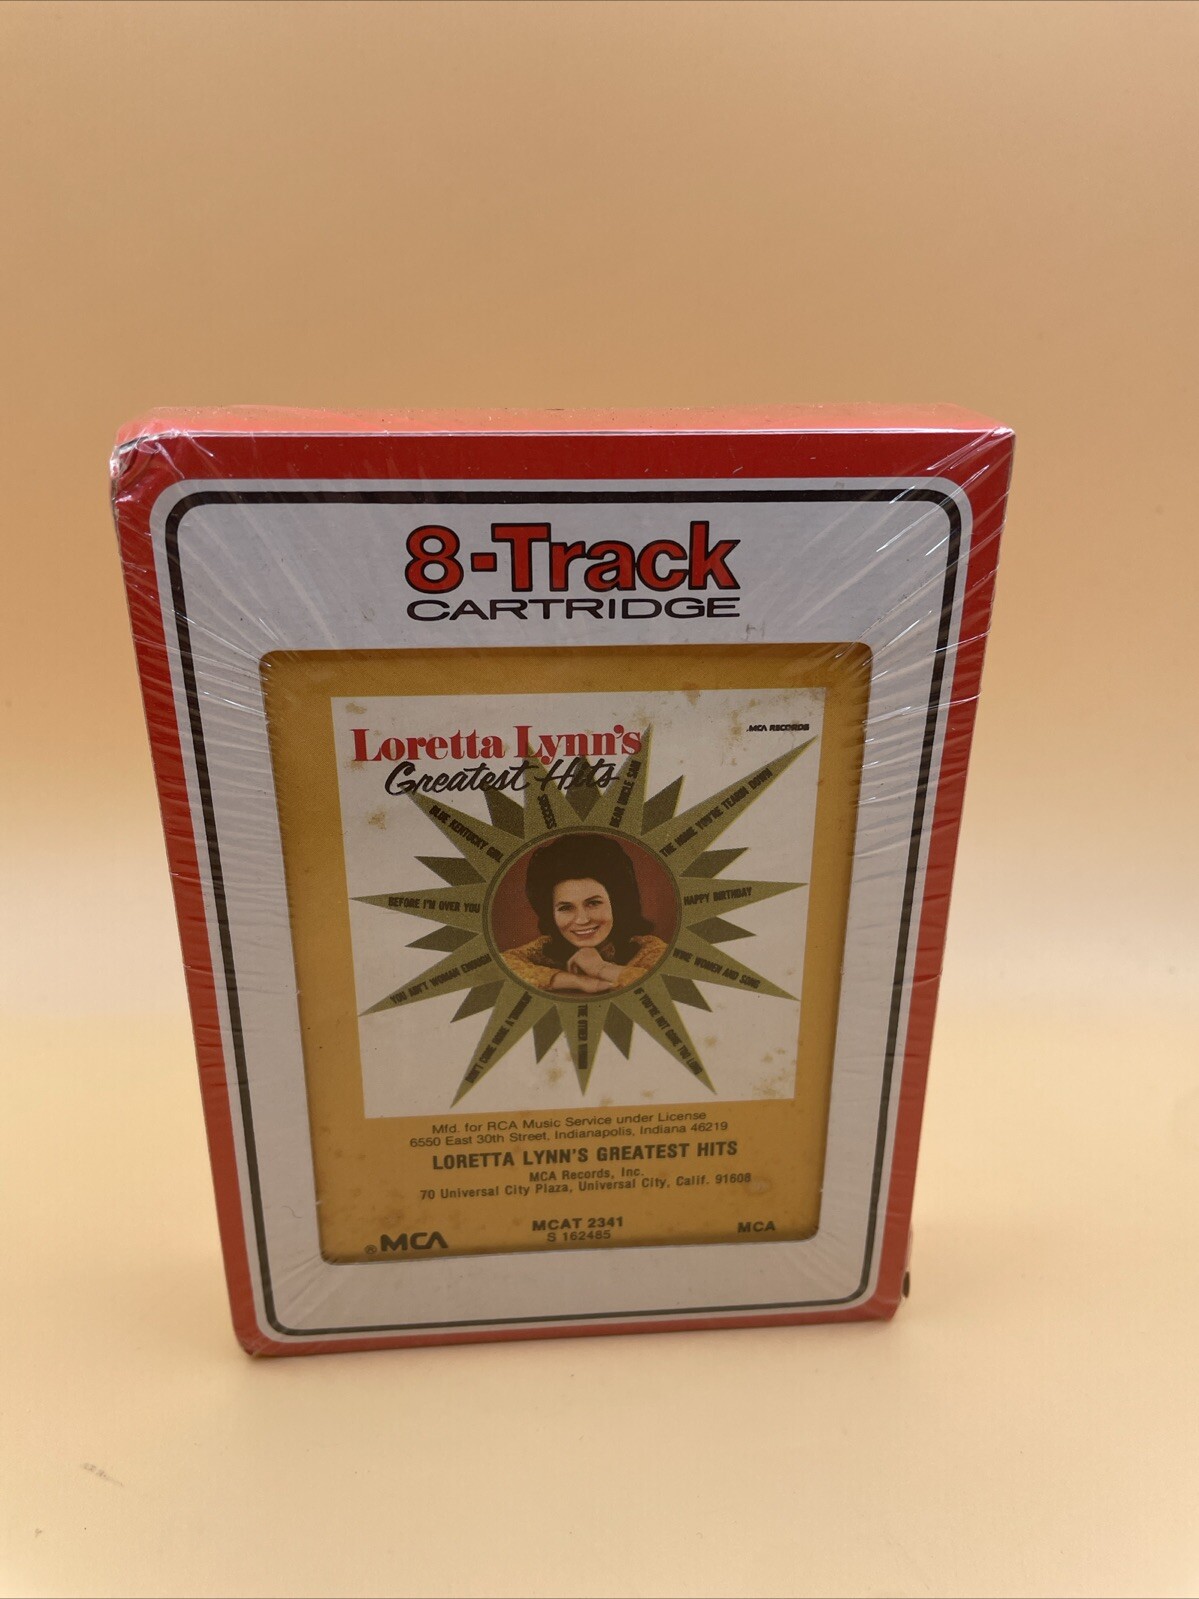 8-Track
CARTRIDGE
Loretta Lynn's
Greatest Hits
MCA RECORDS
SUCCESS
DEAR UNCLE SAM
THE HOME YOU'RE TEARIN' DOWN
HAPPY BIRTHDAY
WINE WOMEN AND SONG
IF YOU'RE NOT GONE TOO LONG
THE OTHER WOMAN
DON'T COME HOME A DRINKIN'
YOU AIN'T WOMAN ENOUGH
BEFORE I'M OVER YOU
BLUE KENTUCKY GIRL
Mfd. for RCA Music Service under License
6550 East 30th Street, Indianapolis, Indiana 46219
LORETTA LYNN'S GREATEST HITS
MCA Records, Inc.
70 Universal City Plaza, Universal City, Calif. 91608
MCAT 2341
S 162485
®MCA
MCA